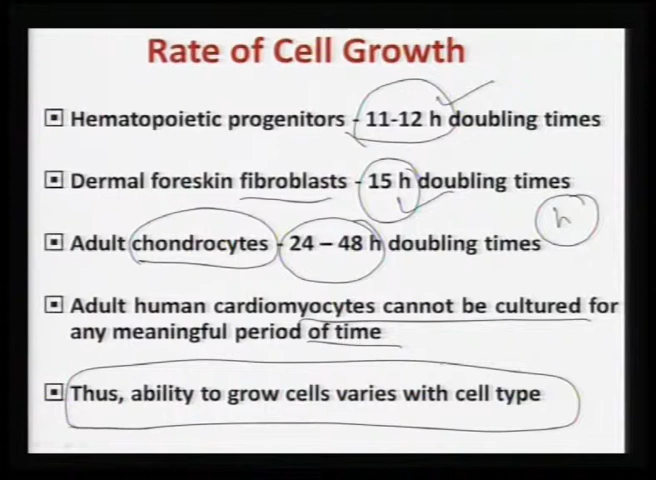 Rate of Cell Growth
Hematopoietic progenitors - 11-12 h doubling times
Dermal foreskin fibroblasts - 15 h doubling times
h
Adult chondrocytes - 24 – 48 h doubling times
Adult human cardiomyocytes cannot be cultured for
any meaningful period of time
Thus, ability to grow cells varies with cell type